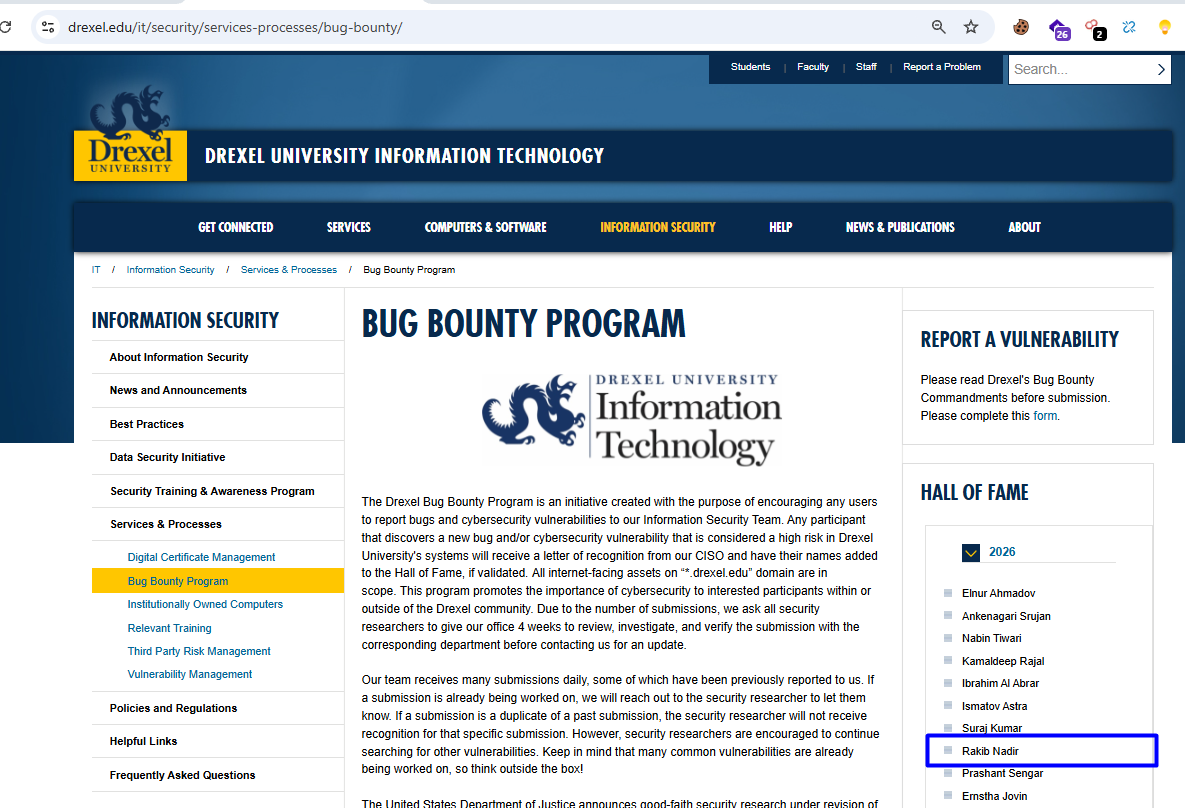 drexel.edu/it/security/services-processes/bug-bounty/
26
2
Students | Faculty | Staff | Report a Problem
Search...
Drexel
UNIVERSITY
DREXEL UNIVERSITY INFORMATION TECHNOLOGY
GET CONNECTED SERVICES COMPUTERS & SOFTWARE INFORMATION SECURITY HELP NEWS & PUBLICATIONS ABOUT
IT / Information Security / Services & Processes / Bug Bounty Program
INFORMATION SECURITY
About Information Security
News and Announcements
Best Practices
Data Security Initiative
Security Training & Awareness Program
Services & Processes
Digital Certificate Management
Bug Bounty Program
Institutionally Owned Computers
Relevant Training
Third Party Risk Management
Vulnerability Management
Policies and Regulations
Helpful Links
Frequently Asked Questions
BUG BOUNTY PROGRAM
DREXEL UNIVERSITY
Information
Technology
The Drexel Bug Bounty Program is an initiative created with the purpose of encouraging any users
to report bugs and cybersecurity vulnerabilities to our Information Security Team. Any participant
that discovers a new bug and/or cybersecurity vulnerability that is considered a high risk in Drexel
University's systems will receive a letter of recognition from our CISO and have their names added
to the Hall of Fame, if validated. All internet-facing assets on “*.drexel.edu” domain are in
scope. This program promotes the importance of cybersecurity to interested participants within or
outside of the Drexel community. Due to the number of submissions, we ask all security
researchers to give our office 4 weeks to review, investigate, and verify the submission with the
corresponding department before contacting us for an update.
Our team receives many submissions daily, some of which have been previously reported to us. If
a submission is already being worked on, we will reach out to the security researcher to let them
know. If a submission is a duplicate of a past submission, the security researcher will not receive
recognition for that specific submission. However, security researchers are encouraged to continue
searching for other vulnerabilities. Keep in mind that many common vulnerabilities are already
being worked on, so think outside the box!
The United States Department of Justice announces good-faith security research under revision of
REPORT A VULNERABILITY
Please read Drexel's Bug Bounty
Commandments before submission.
Please complete this form.
HALL OF FAME
2026
Elnur Ahmadov
Ankenagari Srujan
Nabin Tiwari
Kamaldeep Rajal
Ibrahim Al Abrar
Ismatov Astra
Suraj Kumar
Rakib Nadir
Prashant Sengar
Ernstha Jovin